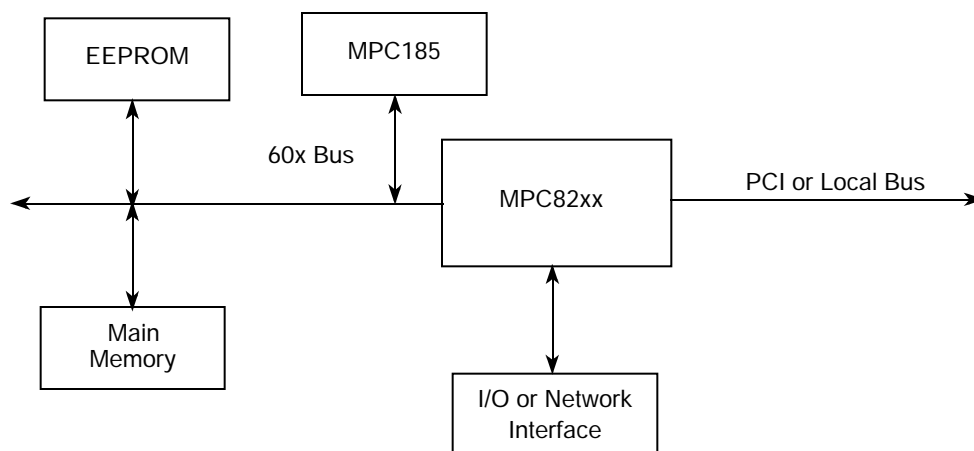 EEPROM
MPC185
60x Bus
MPC82xx
PCI or Local Bus
Main
Memory
I/O or Network
Interface